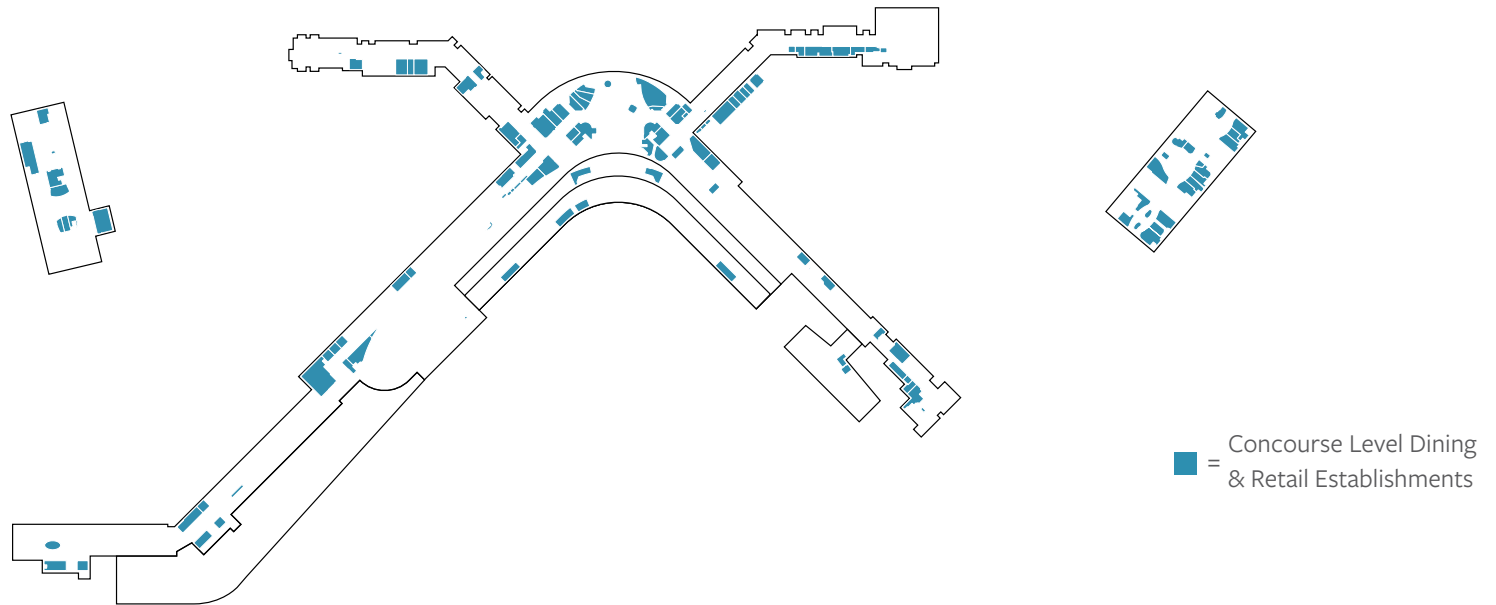 = Concourse Level Dining
& Retail Establishments